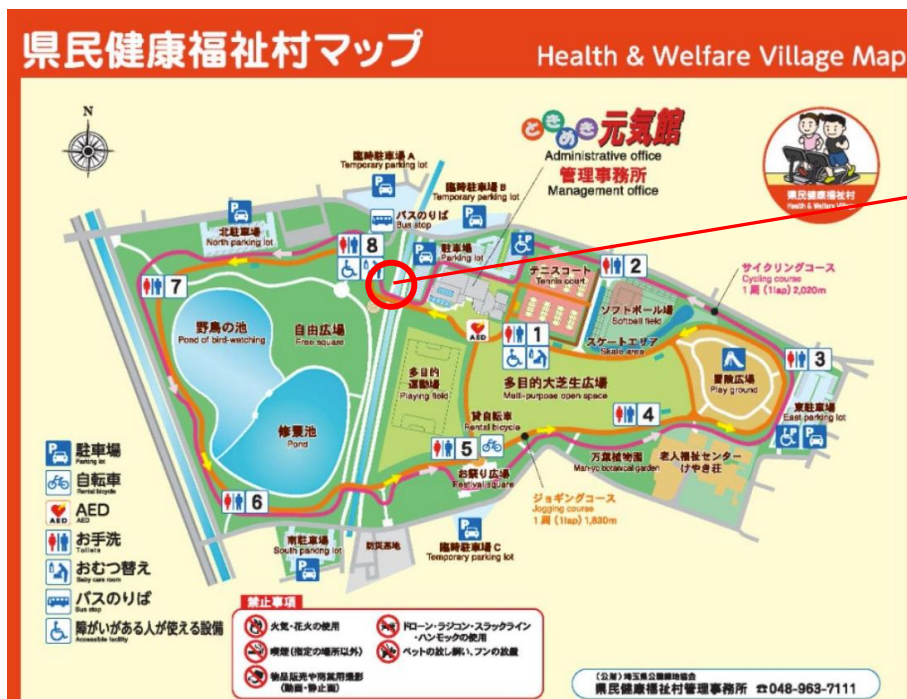 県民健康福祉村マップ
Health & Welfare Village Map
N
ときめき元気館
Administrative office
管理事務所
Management office
県民健康福祉村
臨時駐車場 A
Temporary parking lot
臨時駐車場 B
Temporary parking lot
バスのりば
Bus stop
北駐車場
North parking lot
8
駐車場
Parking lot
テニスコート
Tennis court
2
サイクリングコース
Cycling course
1周 (1lap) 2,020m
ソフトボール場
Softball field
スケートエリア
Skate area
7
野鳥の池
Pond of bird-watching
自由広場
Free square
AED
1
3
多目的
運動場
Playing field
多目的大芝生広場
Multi-purpose open space
冒険広場
Play ground
貸自転車
Rental bicycle
4
東駐車場
East parking lot
修景池
Pond
5
お祭り広場
Festival square
万葉植物園
Man-yo botanical garden
老人福祉センター
けやき荘
6
ジョギングコース
Jogging course
1周 (1lap) 1,830m
南駐車場
South parking lot
防災基地
臨時駐車場 C
Temporary parking lot
駐車場
Parking lot
自転車
Rental bicycle
AED
AED
お手洗
Toilets
おむつ替え
Baby care room
バスのりば
Bus stop
障がいがある人が使える設備
Accessible facility
禁止事項
火気・花火の使用
ドローン・ラジコン・スラックライン
・ハンモックの使用
喫煙(指定の場所以外)
ペットの放し飼い、フンの放置
物品販売や商業用撮影
(動画・静止画)
(公財)埼玉県公園緑地協会
県民健康福祉村管理事務所 ☎048-963-7111